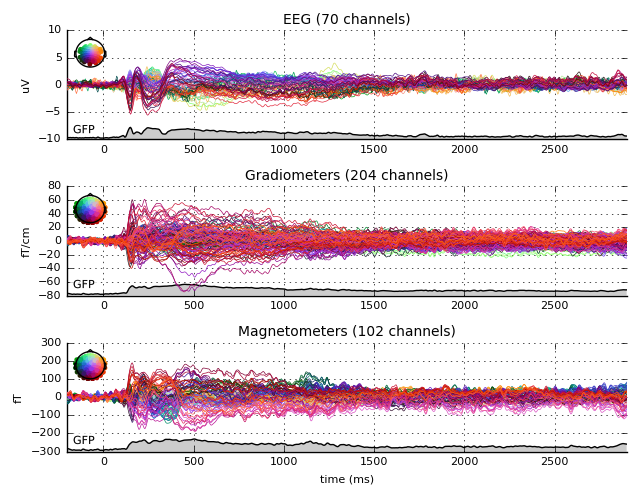 EEG (70 channels)
10
5
0
−5
−10
uV
GFP
0 500 1000 1500 2000 2500
Gradiometers (204 channels)
80
60
40
20
0
−20
−40
−60
−80
fT/cm
GFP
0 500 1000 1500 2000 2500
Magnetometers (102 channels)
300
200
100
0
−100
−200
−300
fT
GFP
0 500 1000 1500 2000 2500
time (ms)